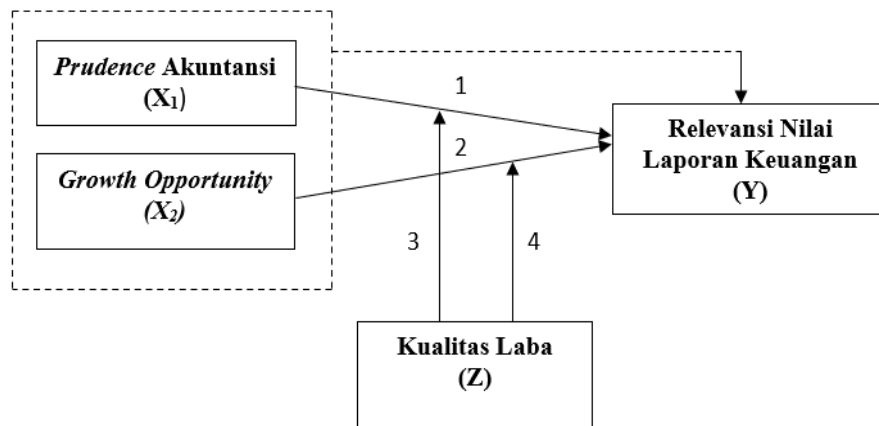 Prudence Akuntansi
(X₁)
1
Relevansi Nilai
Laporan Keuangan
(Y)
2
Growth Opportunity
(X₂)
3
4
Kualitas Laba
(Z)